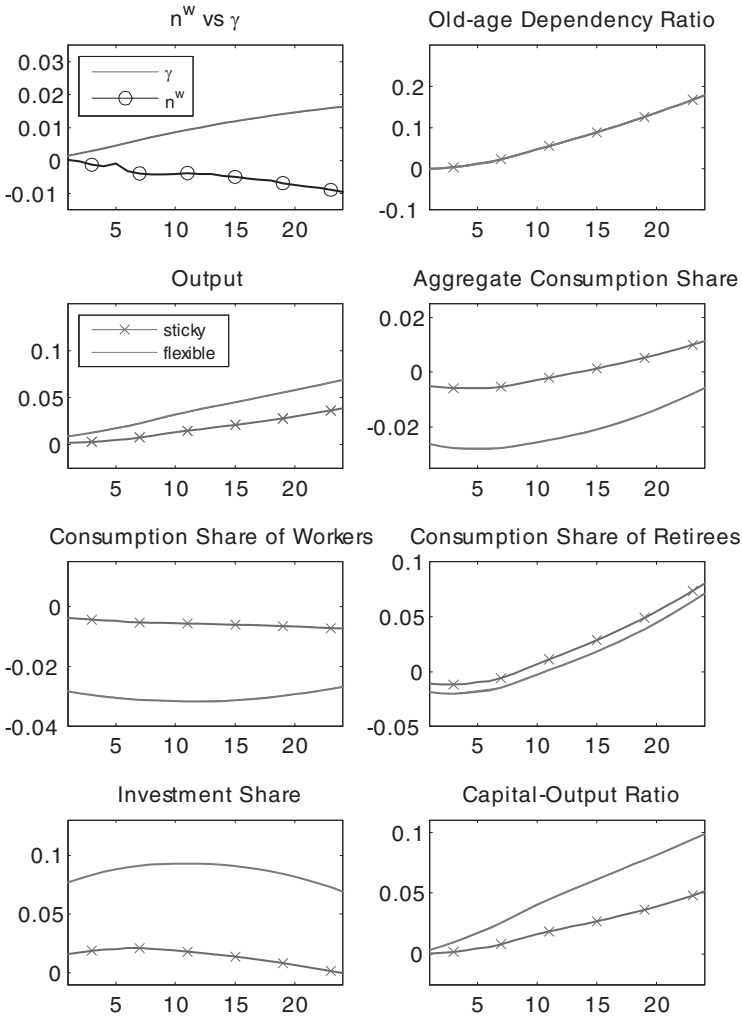 n^w vs γ
0.03
0.02
0.01
0
-0.01
γ
n^w
5 10 15 20
Old-age Dependency Ratio
0.2
0.1
0
-0.1
5 10 15 20
Output
0.1
0.05
0
sticky
flexible
5 10 15 20
Aggregate Consumption Share
0.02
0
-0.02
5 10 15 20
Consumption Share of Workers
0
-0.02
-0.04
5 10 15 20
Consumption Share of Retirees
0.1
0.05
0
-0.05
5 10 15 20
Investment Share
0.1
0.05
0
5 10 15 20
Capital-Output Ratio
0.1
0.05
0
5 10 15 20